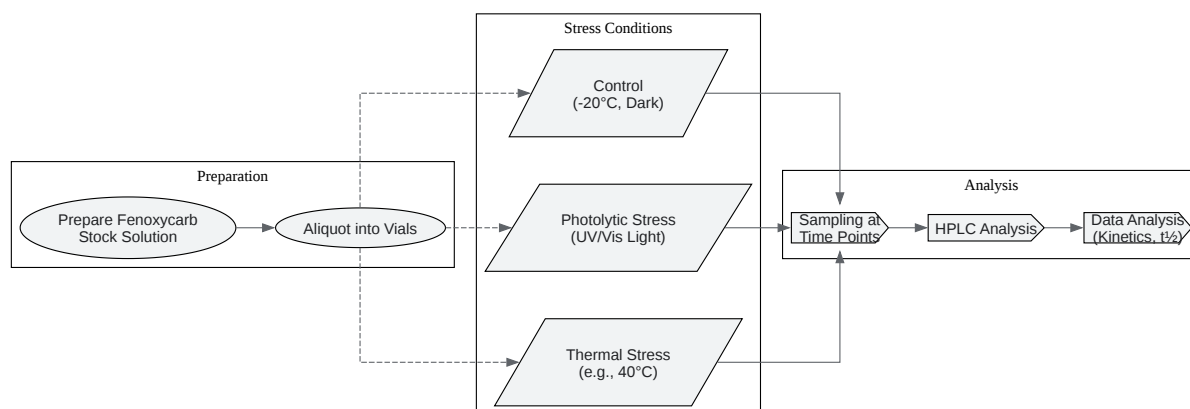 Stress Conditions
Control
(-20°C, Dark)
Preparation
Prepare Fenoxycarb
Stock Solution
Aliquot into Vials
Photolytic Stress
(UV/Vis Light)
Thermal Stress
(e.g., 40°C)
Analysis
Sampling at
Time Points
HPLC Analysis
Data Analysis
(Kinetics, t½)